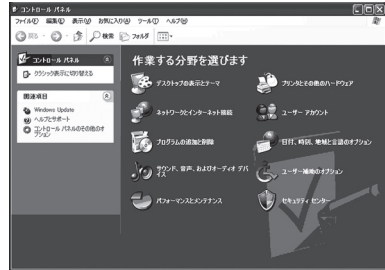 コントロール パネル
ファイル(F) 編集(E) 表示(V) お気に入り(A) ツール(T) ヘルプ(H)
戻る 検索 フォルダ
コントロール パネル
クラシック表示に切り替える
関連項目
Windows Update
ヘルプとサポート
コントロール パネルのその他のオプション
作業する分野を選びます
デスクトップの表示とテーマ
プリンタとその他のハードウェア
ネットワークとインターネット接続
ユーザー アカウント
プログラムの追加と削除
日付、時刻、地域と言語のオプション
サウンド、音声、およびオーディオ デバイス
ユーザー補助のオプション
パフォーマンスとメンテナンス
セキュリティ センター